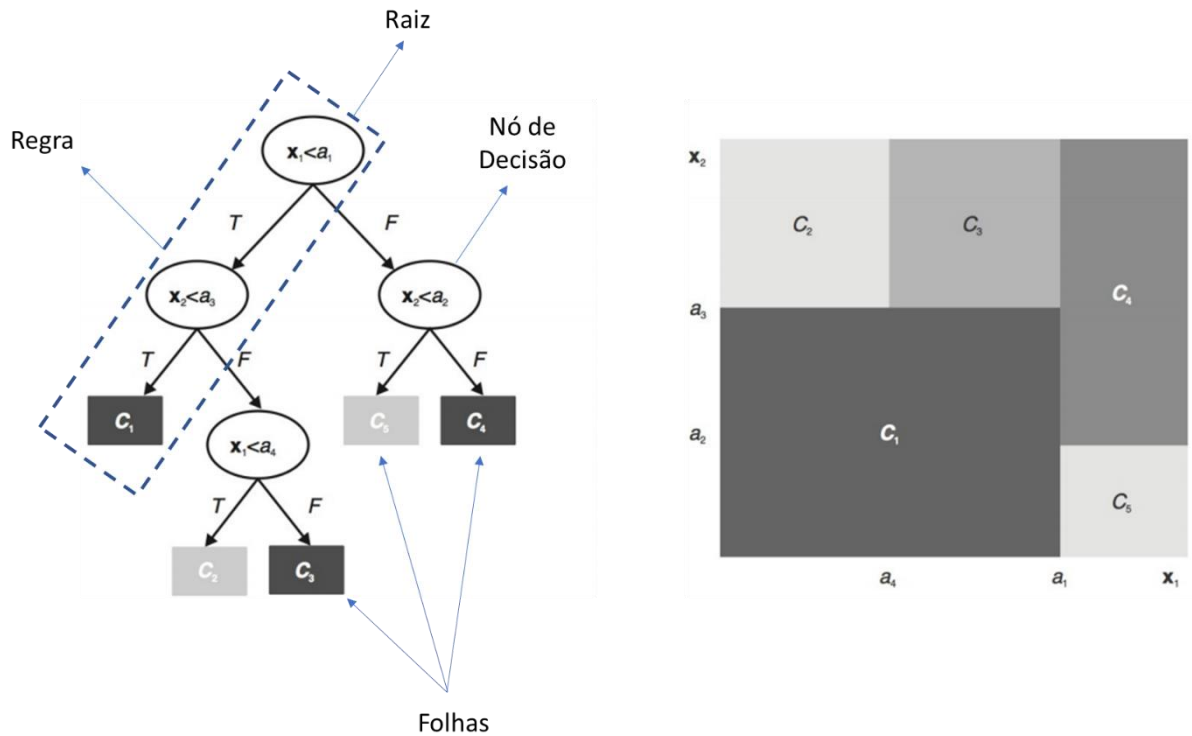 Raiz
Regra
Nó de
Decisão
x₁<a₁
T
F
x₂<a₃
x₂<a₂
T
F
T
F
C₁
C₅
C₄
x₁<a₄
T
F
C₂
C₃
Folhas
x₂
C₂
C₃
C₄
a₃
a₂
C₁
C₅
a₄
a₁
x₁